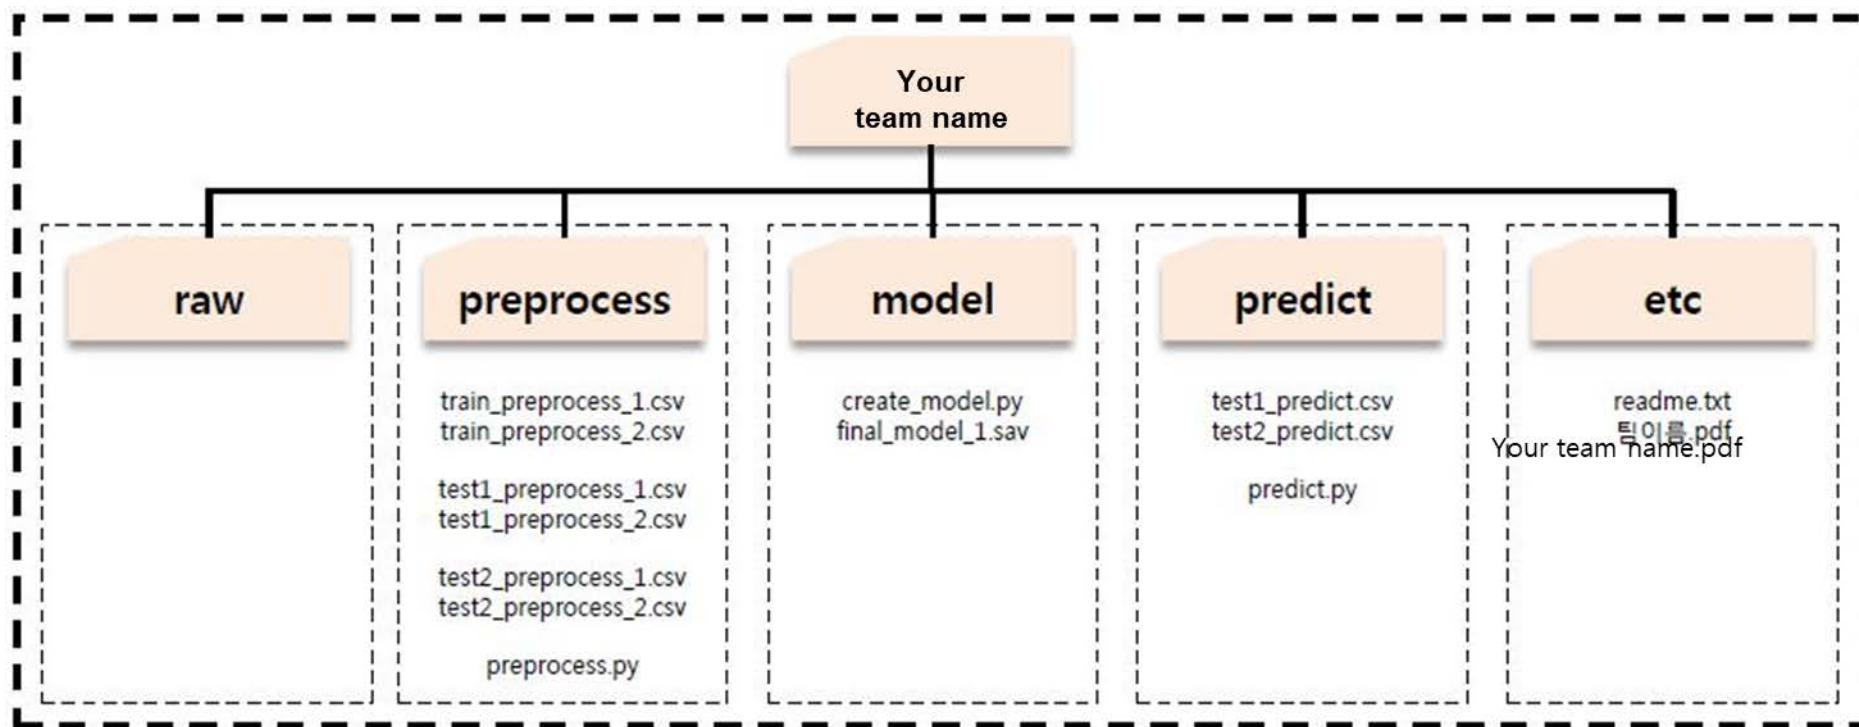 Your
team name
raw
preprocess
train_preprocess_1.csv
train_preprocess_2.csv
test1_preprocess_1.csv
test1_preprocess_2.csv
test2_preprocess_1.csv
test2_preprocess_2.csv
preprocess.py
model
create_model.py
final_model_1.sav
predict
test1_predict.csv
test2_predict.csv
predict.py
etc
readme.txt
팀이름.pdf
Your team name.pdf